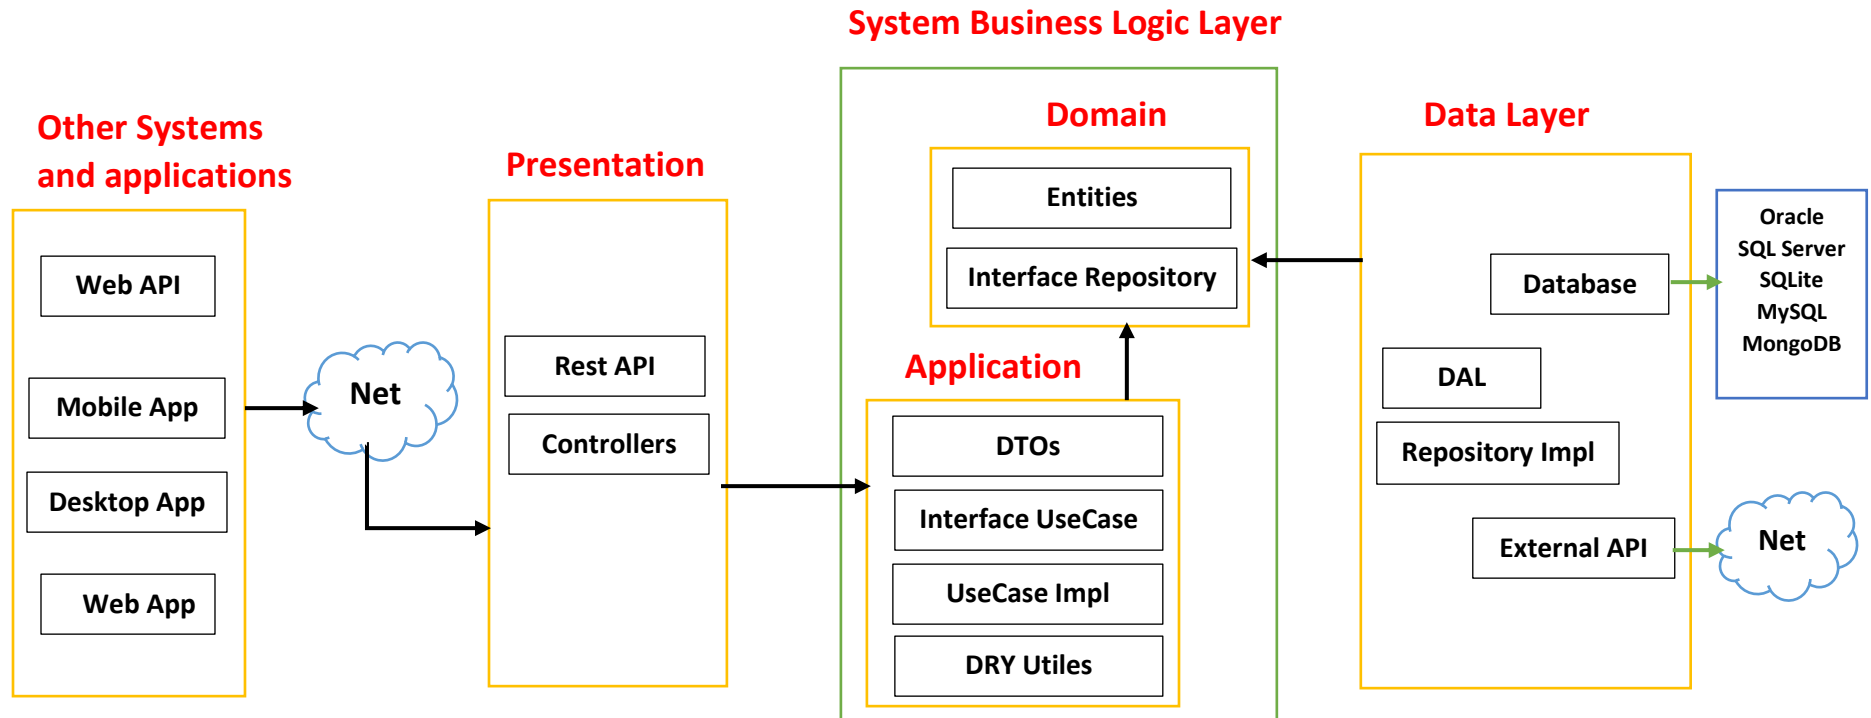 System Business Logic Layer
Other Systems
and applications
Web API
Mobile App
Desktop App
Web App
Net
Presentation
Rest API
Controllers
Domain
Entities
Interface Repository
Application
DTOs
Interface UseCase
UseCase Impl
DRY Utiles
Data Layer
Database
DAL
Repository Impl
External API
Oracle
SQL Server
SQLite
MySQL
MongoDB
Net